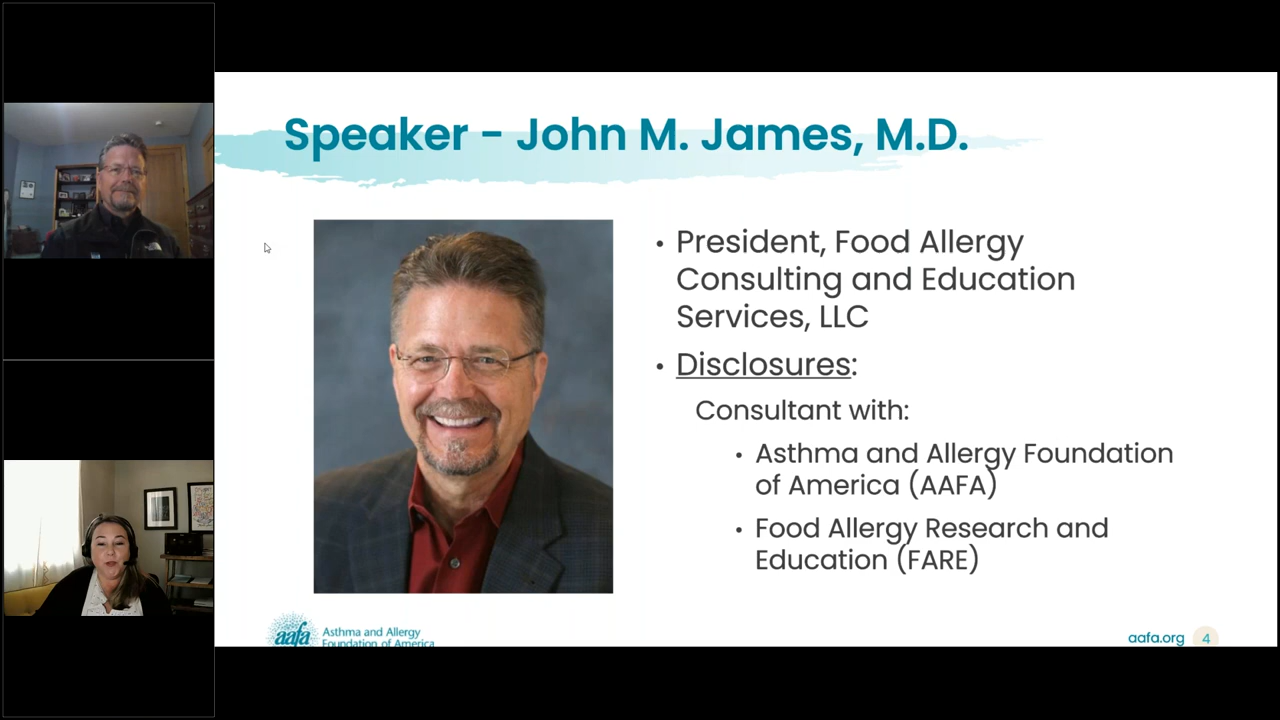 Speaker - John M. James, M.D.
• President, Food Allergy
Consulting and Education
Services, LLC
• Disclosures:
Consultant with:
• Asthma and Allergy Foundation
of America (AAFA)
• Food Allergy Research and
Education (FARE)
aafa
Asthma and Allergy
Foundation of America
aafa.org 4